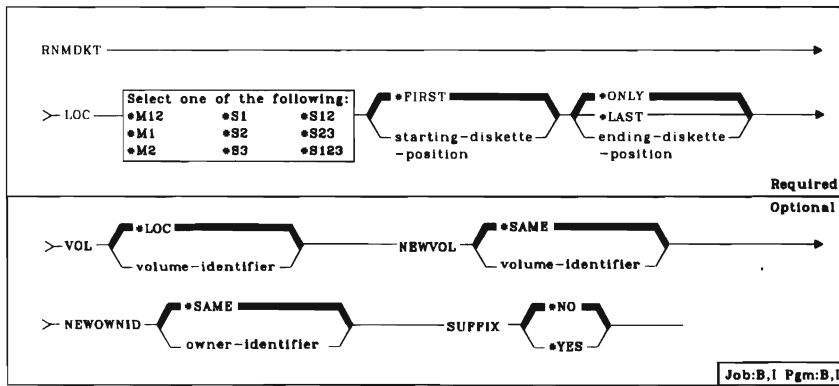 RNMDKT
LOC
Select one of the following:
*M12 *S1 *S12
*M1 *S2 *S23
*M2 *S3 *S123
*FIRST
starting-diskette
-position
*ONLY
*LAST
ending-diskette
-position
Required
Optional
VOL
*LOC
volume-identifier
NEWVOL
*SAME
volume-identifier
NEWOWNID
*SAME
owner-identifier
SUFFIX
*NO
*YES
Job:B,I Pgm:B,I